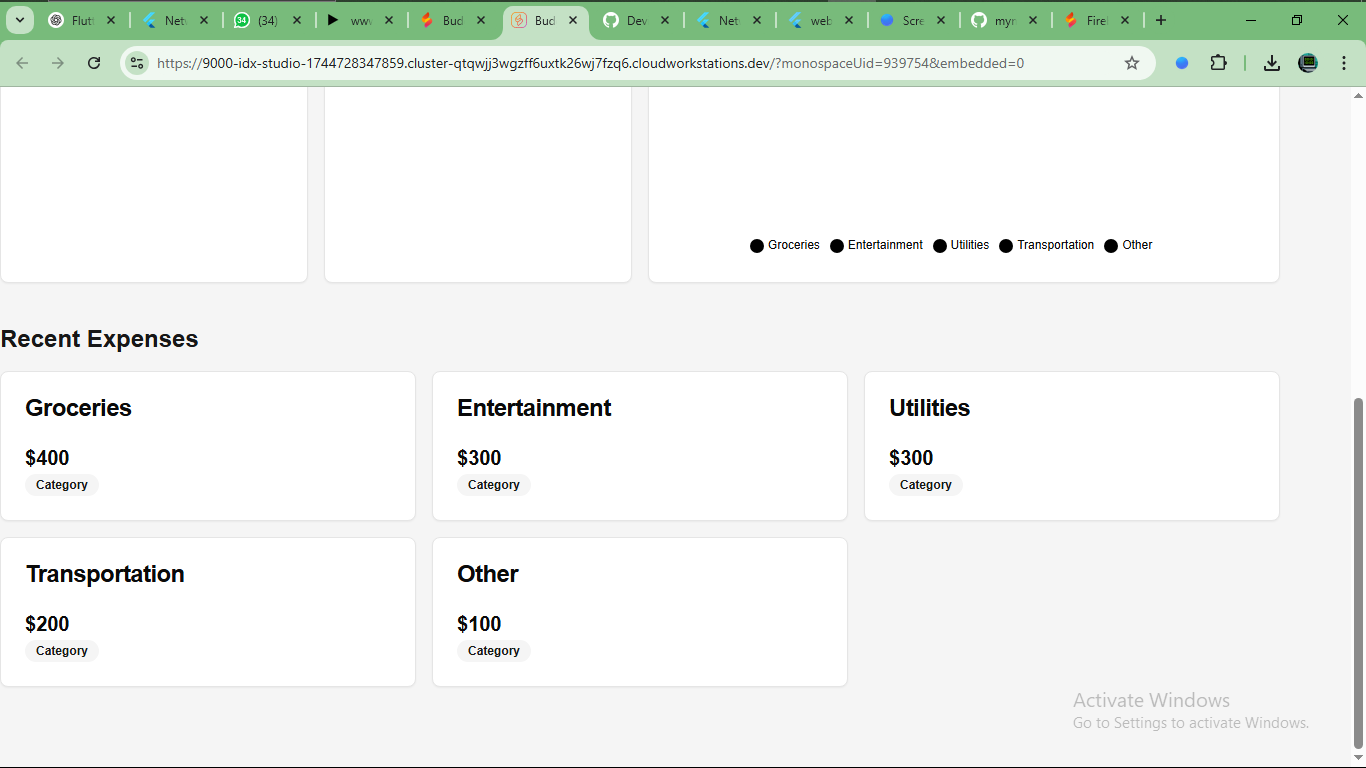 Flutt
Netv
(34)
www
Bud
Bud
Dev
Netv
web
Scre
myr
Firel
https://9000-idx-studio-1744728347859.cluster-qtqwjj3wgzff6uxtk26wj7fzq6.cloudworkstations.dev/?monospaceUid=939754&embedded=0
Groceries Entertainment Utilities Transportation Other
Recent Expenses
Groceries
$400
Category
Entertainment
$300
Category
Utilities
$300
Category
Transportation
$200
Category
Other
$100
Category
Activate Windows
Go to Settings to activate Windows.